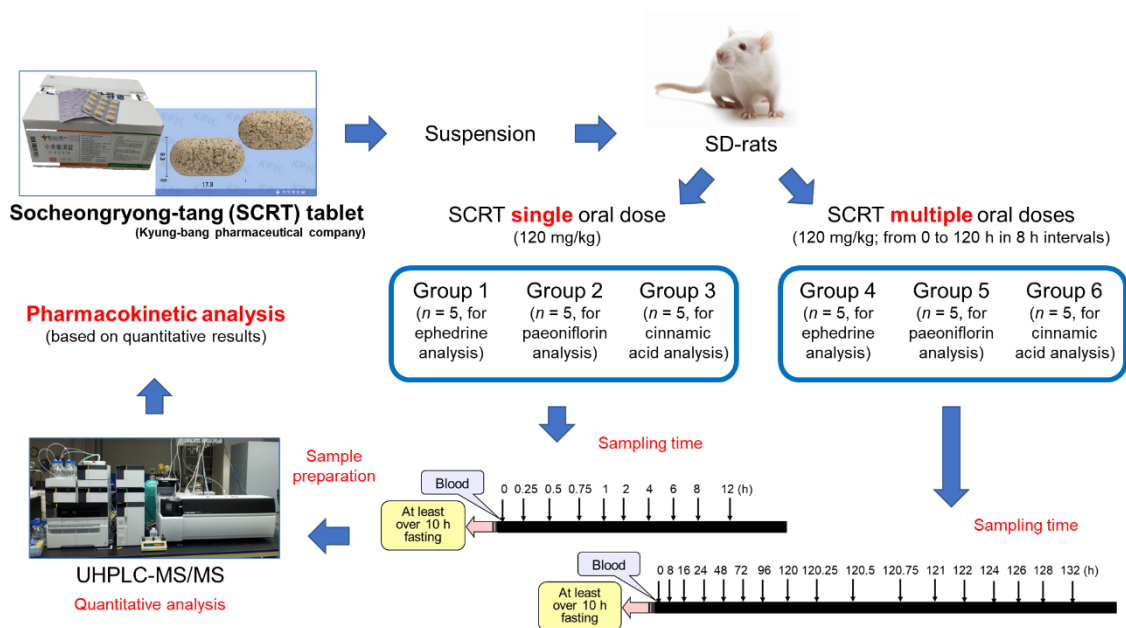 Suspension
SD-rats
KPIC
KPIC
9.3
17.3
Socheongryong-tang (SCRT) tablet
(Kyung-bang pharmaceutical company)
SCRT single oral dose
(120 mg/kg)
Group 1
(n = 5, for
ephedrine
analysis)
Group 2
(n = 5, for
paeoniflorin
analysis)
Group 3
(n = 5, for
cinnamic
acid analysis)
SCRT multiple oral doses
(120 mg/kg; from 0 to 120 h in 8 h intervals)
Group 4
(n = 5, for
ephedrine
analysis)
Group 5
(n = 5, for
paeoniflorin
analysis)
Group 6
(n = 5, for
cinnamic
acid analysis)
Pharmacokinetic analysis
(based on quantitative results)
Sample
preparation
Sampling time
Blood
0 0.25 0.5 0.75 1 2 4 6 8 12 (h)
At least
over 10 h
fasting
Sampling time
Blood
0 8 16 24 48 72 96 120 120.25 120.5 120.75 121 122 124 126 128 132 (h)
At least
over 10 h
fasting
UHPLC-MS/MS
Quantitative analysis